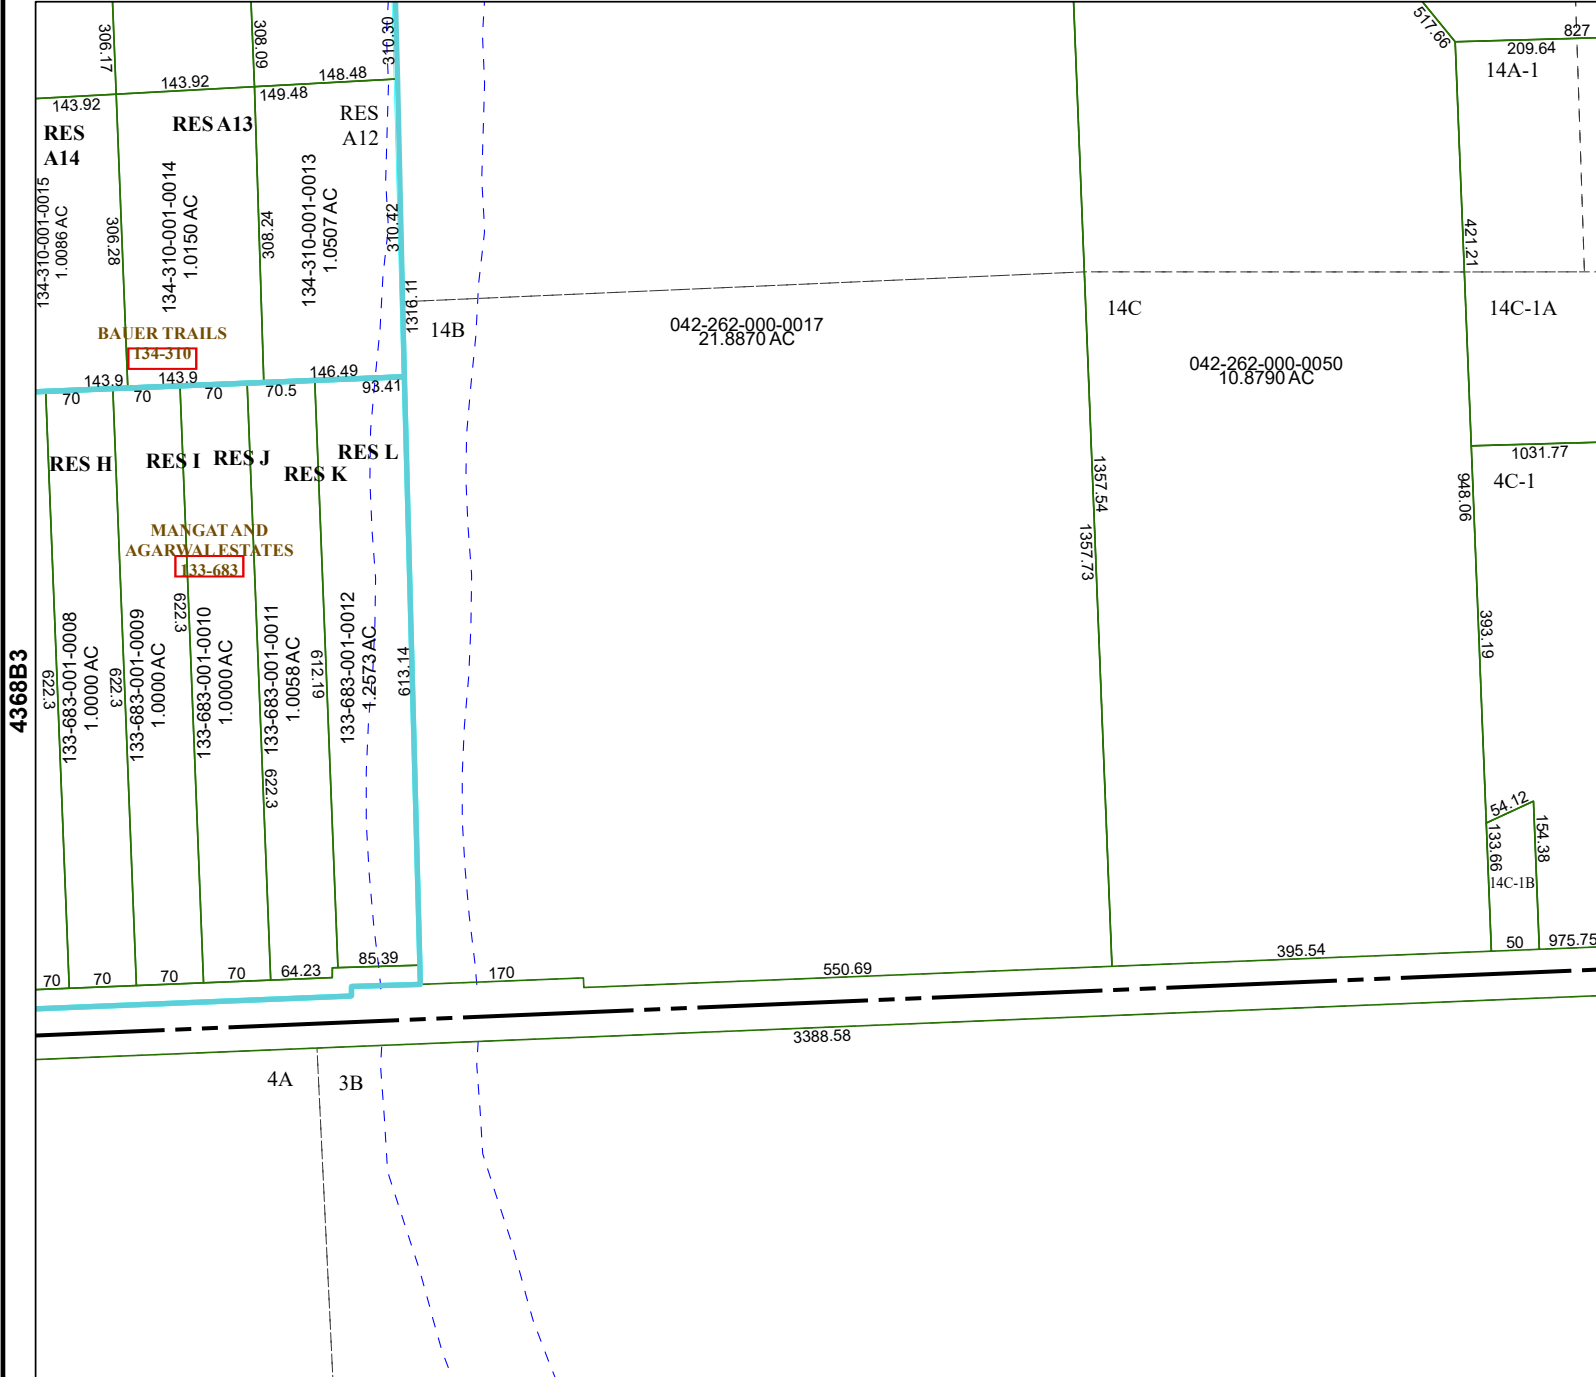 306.17
308.09
310.30
517.66
827
209.64
14A-1
143.92
143.92
148.48
149.48
RES
A14
RES A13
RES
A12
134-310-001-0015
1.0086 AC
306.28
134-310-001-0014
1.0150 AC
308.24
134-310-001-0013
1.0507 AC
310.42
421.21
1316.11
14B
042-262-000-0017
21.8870 AC
14C
14C-1A
BAUER TRAILS
134-310
042-262-000-0050
10.8790 AC
143.9
143.9
146.49
70
70
70
70.5
93.41
RES H
RES I
RES J
RES K
RES L
1031.77
4C-1
948.06
1357.54
1357.73
MANGAT AND
AGARWAL ESTATES
133-683
622.3
133-683-001-0008
1.0000 AC
622.3
133-683-001-0009
1.0000 AC
622.3
133-683-001-0010
1.0000 AC
133-683-001-0011
1.0058 AC
622.3
612.19
133-683-001-0012
1.2573 AC
613.14
393.19
4368B3
54.12
133.66
154.38
14C-1B
70
70
70
70
64.23
85.39
170
550.69
395.54
50
975.75
3388.58
4A
3B